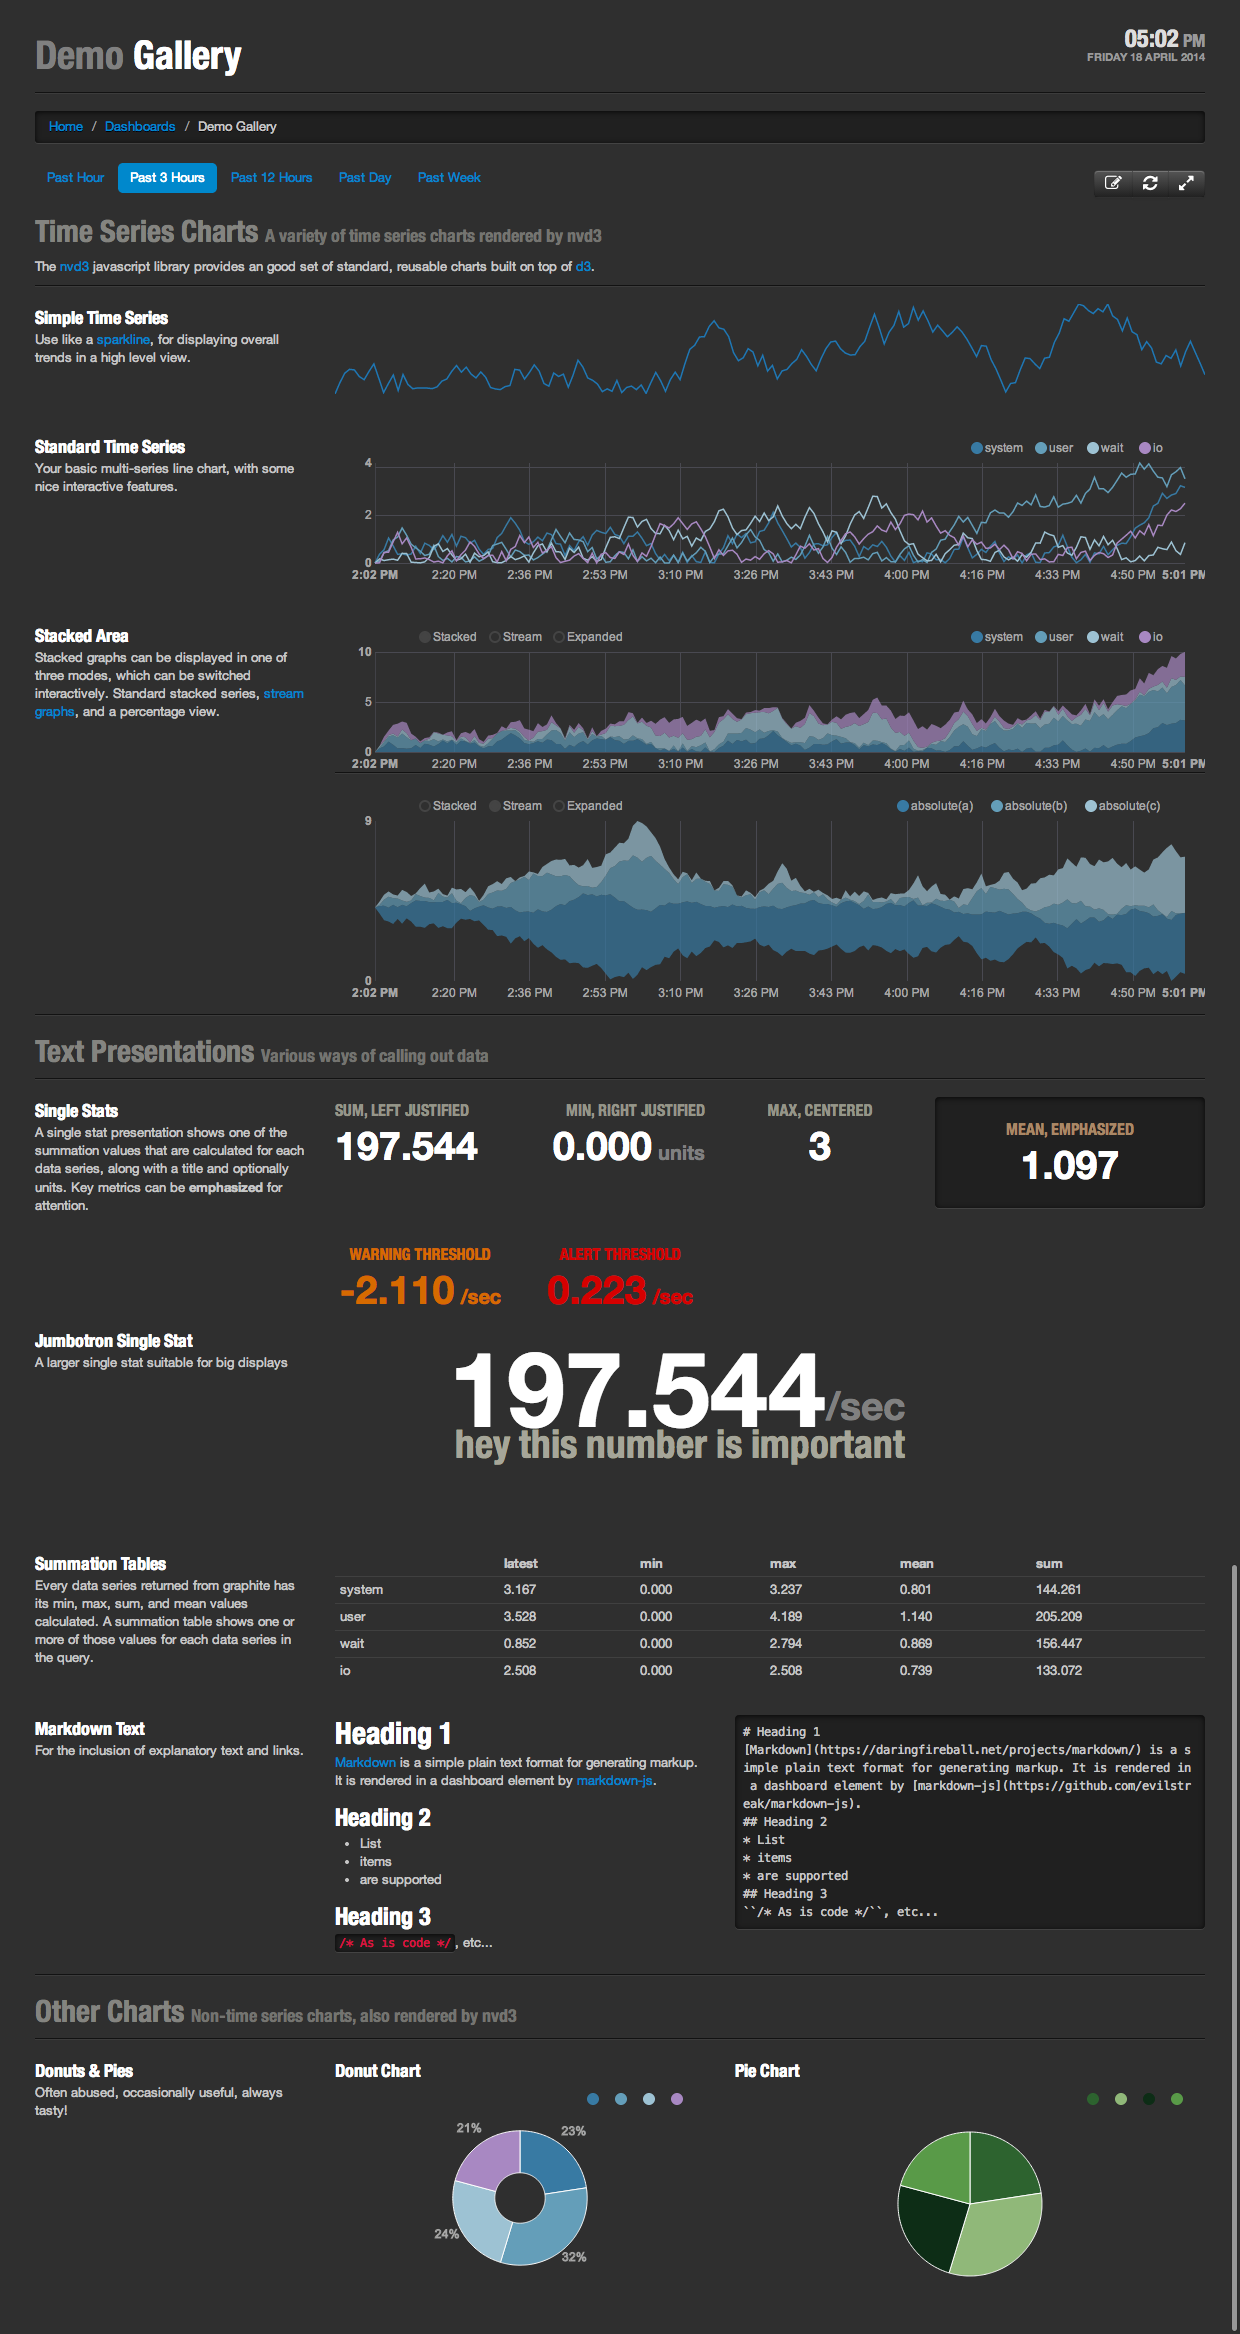 Demo Gallery
05:02 PM
FRIDAY 18 APRIL 2014
Home / Dashboards / Demo Gallery
Past Hour Past 3 Hours Past 12 Hours Past Day Past Week
Time Series Charts A variety of time series charts rendered by nvd3
The nvd3 javascript library provides an good set of standard, reusable charts built on top of d3.
Simple Time Series
Use like a sparkline, for displaying overall
trends in a high level view.
Standard Time Series
Your basic multi-series line chart, with some
nice interactive features.
system user wait io
4
2
0
2:02 PM 2:20 PM 2:36 PM 2:53 PM 3:10 PM 3:26 PM 3:43 PM 4:00 PM 4:16 PM 4:33 PM 4:50 PM 5:01 PM
Stacked Area
Stacked graphs can be displayed in one of
three modes, which can be switched
interactively. Standard stacked series, stream
graphs, and a percentage view.
Stacked Stream Expanded system user wait io
10
5
0
2:02 PM 2:20 PM 2:36 PM 2:53 PM 3:10 PM 3:26 PM 3:43 PM 4:00 PM 4:16 PM 4:33 PM 4:50 PM 5:01 PM
Stacked Stream Expanded absolute(a) absolute(b) absolute(c)
9
0
2:02 PM 2:20 PM 2:36 PM 2:53 PM 3:10 PM 3:26 PM 3:43 PM 4:00 PM 4:16 PM 4:33 PM 4:50 PM 5:01 PM
Text Presentations Various ways of calling out data
Single Stats
A single stat presentation shows one of the
summation values that are calculated for each
data series, along with a title and optionally
units. Key metrics can be emphasized for
attention.
SUM, LEFT JUSTIFIED
197.544
MIN, RIGHT JUSTIFIED
0.000 units
MAX, CENTERED
3
MEAN, EMPHASIZED
1.097
WARNING THRESHOLD
-2.110 /sec
ALERT THRESHOLD
0.223 /sec
Jumbotron Single Stat
A larger single stat suitable for big displays
197.544/sec
hey this number is important
Summation Tables
Every data series returned from graphite has
its min, max, sum, and mean values
calculated. A summation table shows one or
more of those values for each data series in
the query.
latest min max mean sum
system 3.167 0.000 3.237 0.801 144.261
user 3.528 0.000 4.189 1.140 205.209
wait 0.852 0.000 2.794 0.869 156.447
io 2.508 0.000 2.508 0.739 133.072
Markdown Text
For the inclusion of explanatory text and links.
Heading 1
Markdown is a simple plain text format for generating markup.
It is rendered in a dashboard element by markdown-js.
Heading 2
• List
• items
• are supported
Heading 3
/* As is code */, etc...
# Heading 1
[Markdown](https://daringfireball.net/projects/markdown/) is a s
imple plain text format for generating markup. It is rendered in
a dashboard element by [markdown-js](https://github.com/evilstr
eak/markdown-js).
## Heading 2
* List
* items
* are supported
## Heading 3
``/* As is code */``, etc...
Other Charts Non-time series charts, also rendered by nvd3
Donuts & Pies
Often abused, occasionally useful, always
tasty!
Donut Chart
21% 23%
24%
32%
Pie Chart